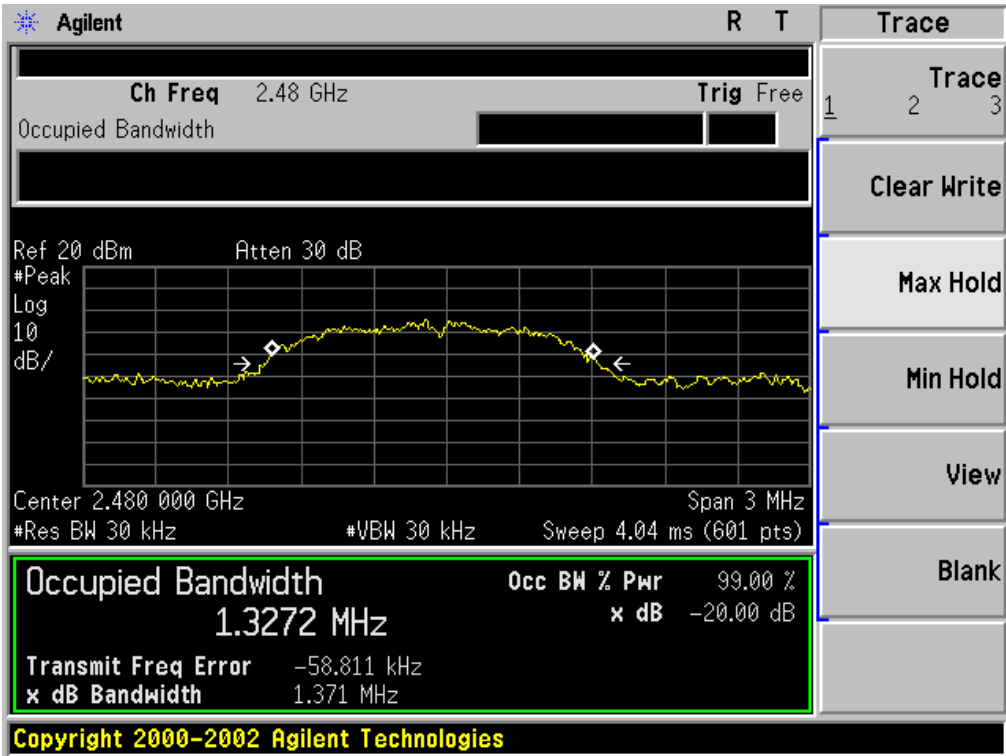 Agilent R T
Trace
Ch Freq 2.48 GHz Trig Free
Occupied Bandwidth
Ref 20 dBm Atten 30 dB
#Peak
Log
10
dB/
Center 2.480 000 GHz Span 3 MHz
#Res BW 30 kHz #VBW 30 kHz Sweep 4.04 ms (601 pts)
Occupied Bandwidth
1.3272 MHz
Occ BW % Pwr 99.00 %
x dB -20.00 dB
Transmit Freq Error -58.811 kHz
x dB Bandwidth 1.371 MHz
Trace
1 2 3
Clear Write
Max Hold
Min Hold
View
Blank
Copyright 2000-2002 Agilent Technologies